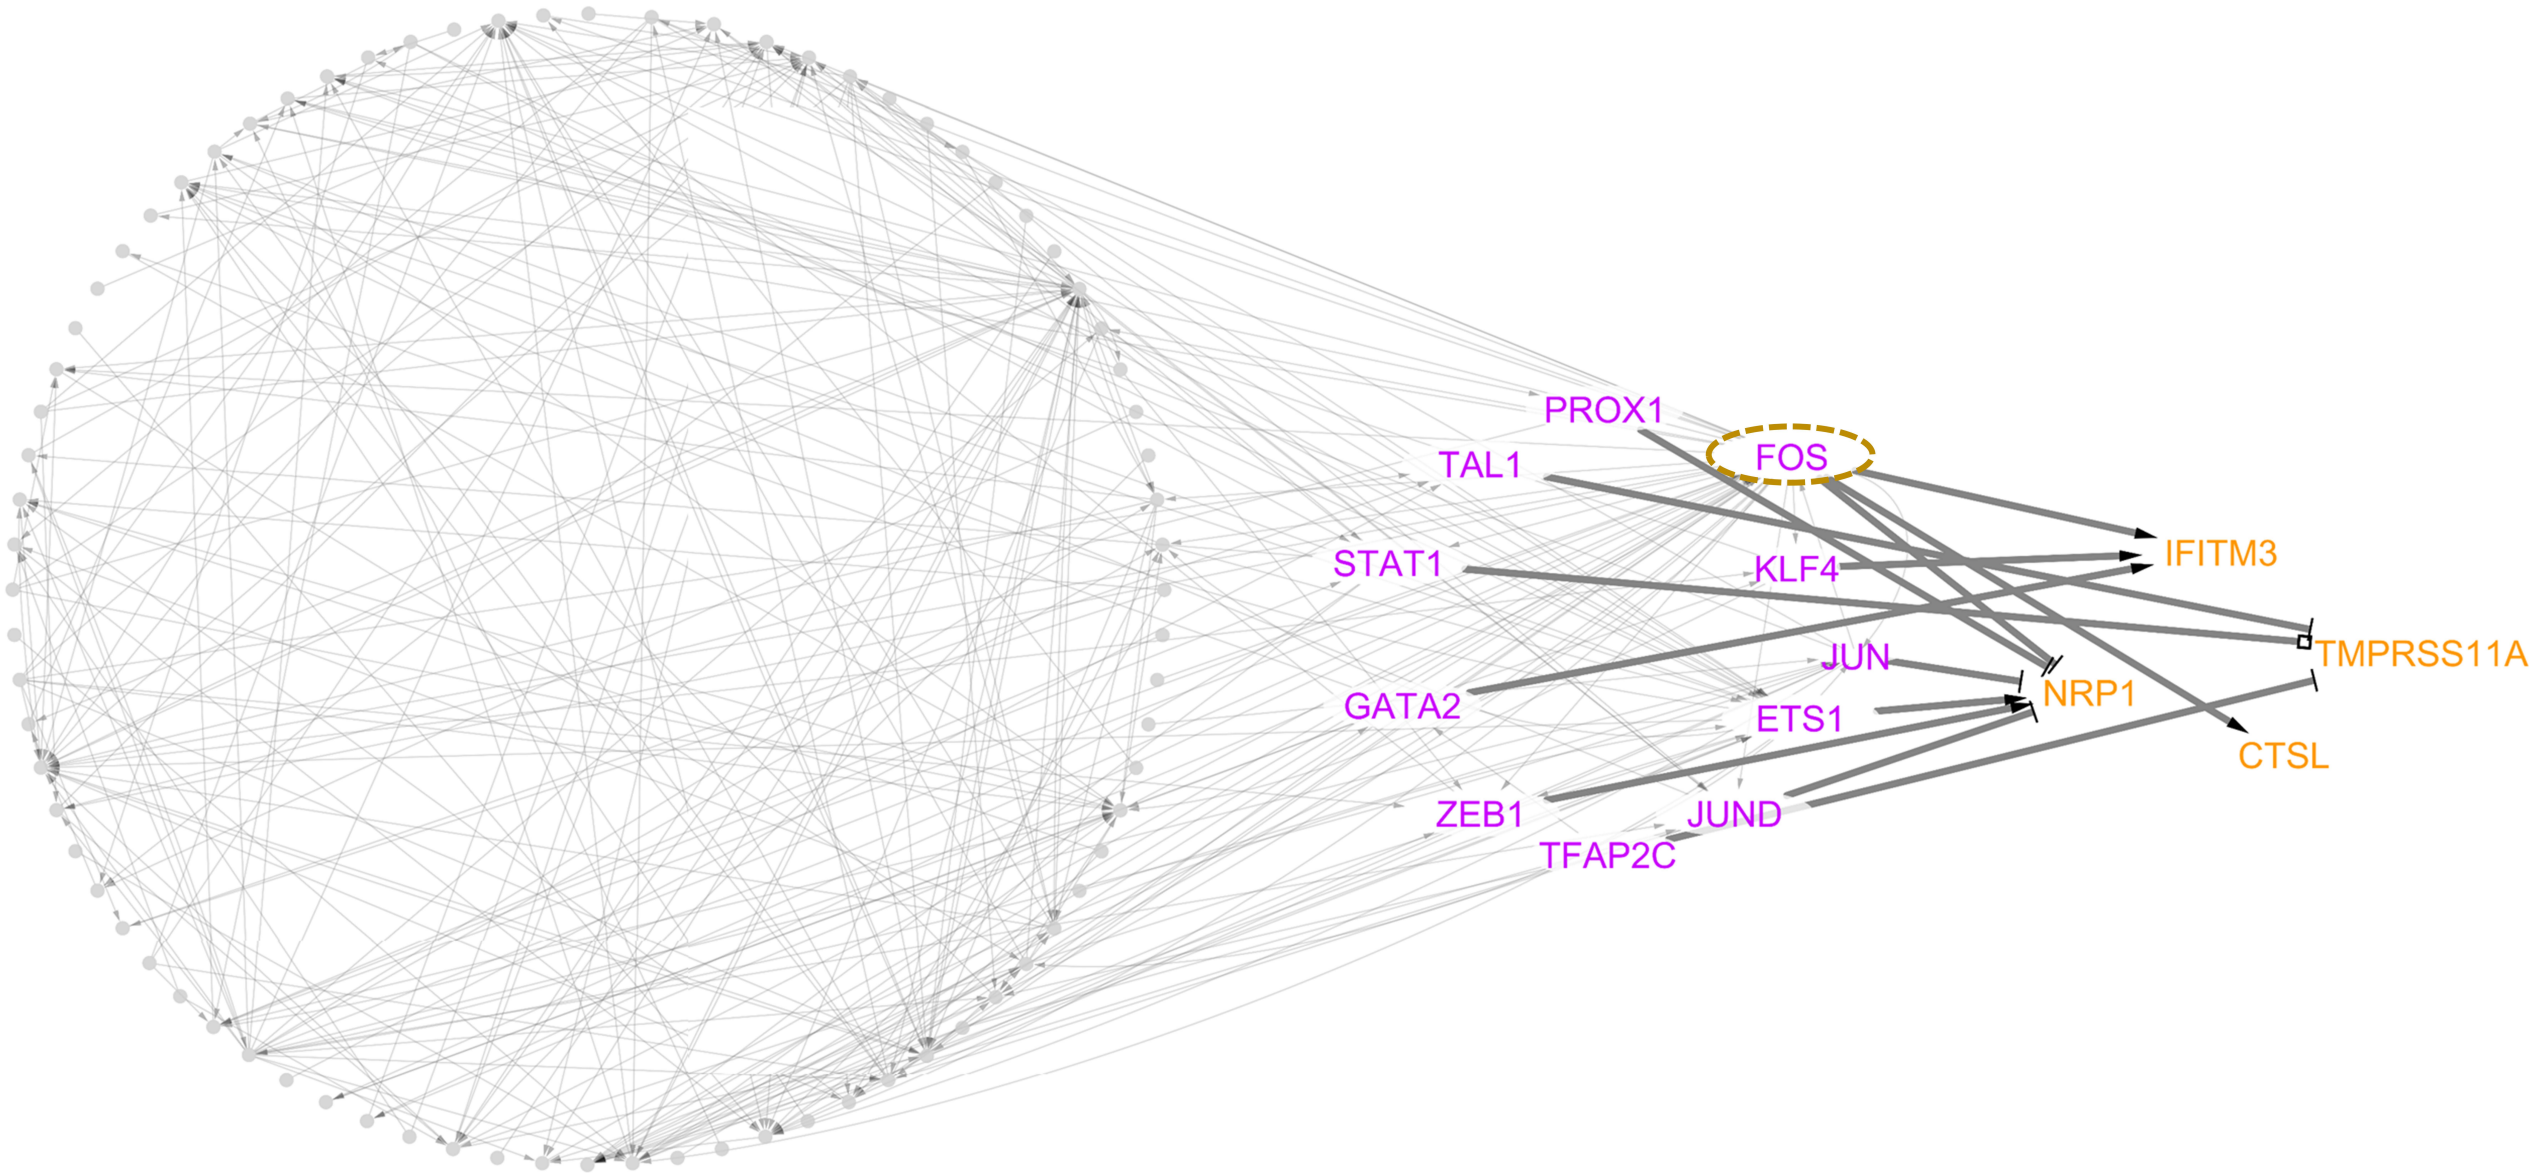 PROX1
FOS
TAL1
STAT1
KLF4
IFITM3
JUN
TMPRSS11A
GATA2
NRP1
ETS1
CTSL
ZEB1
JUND
TFAP2C